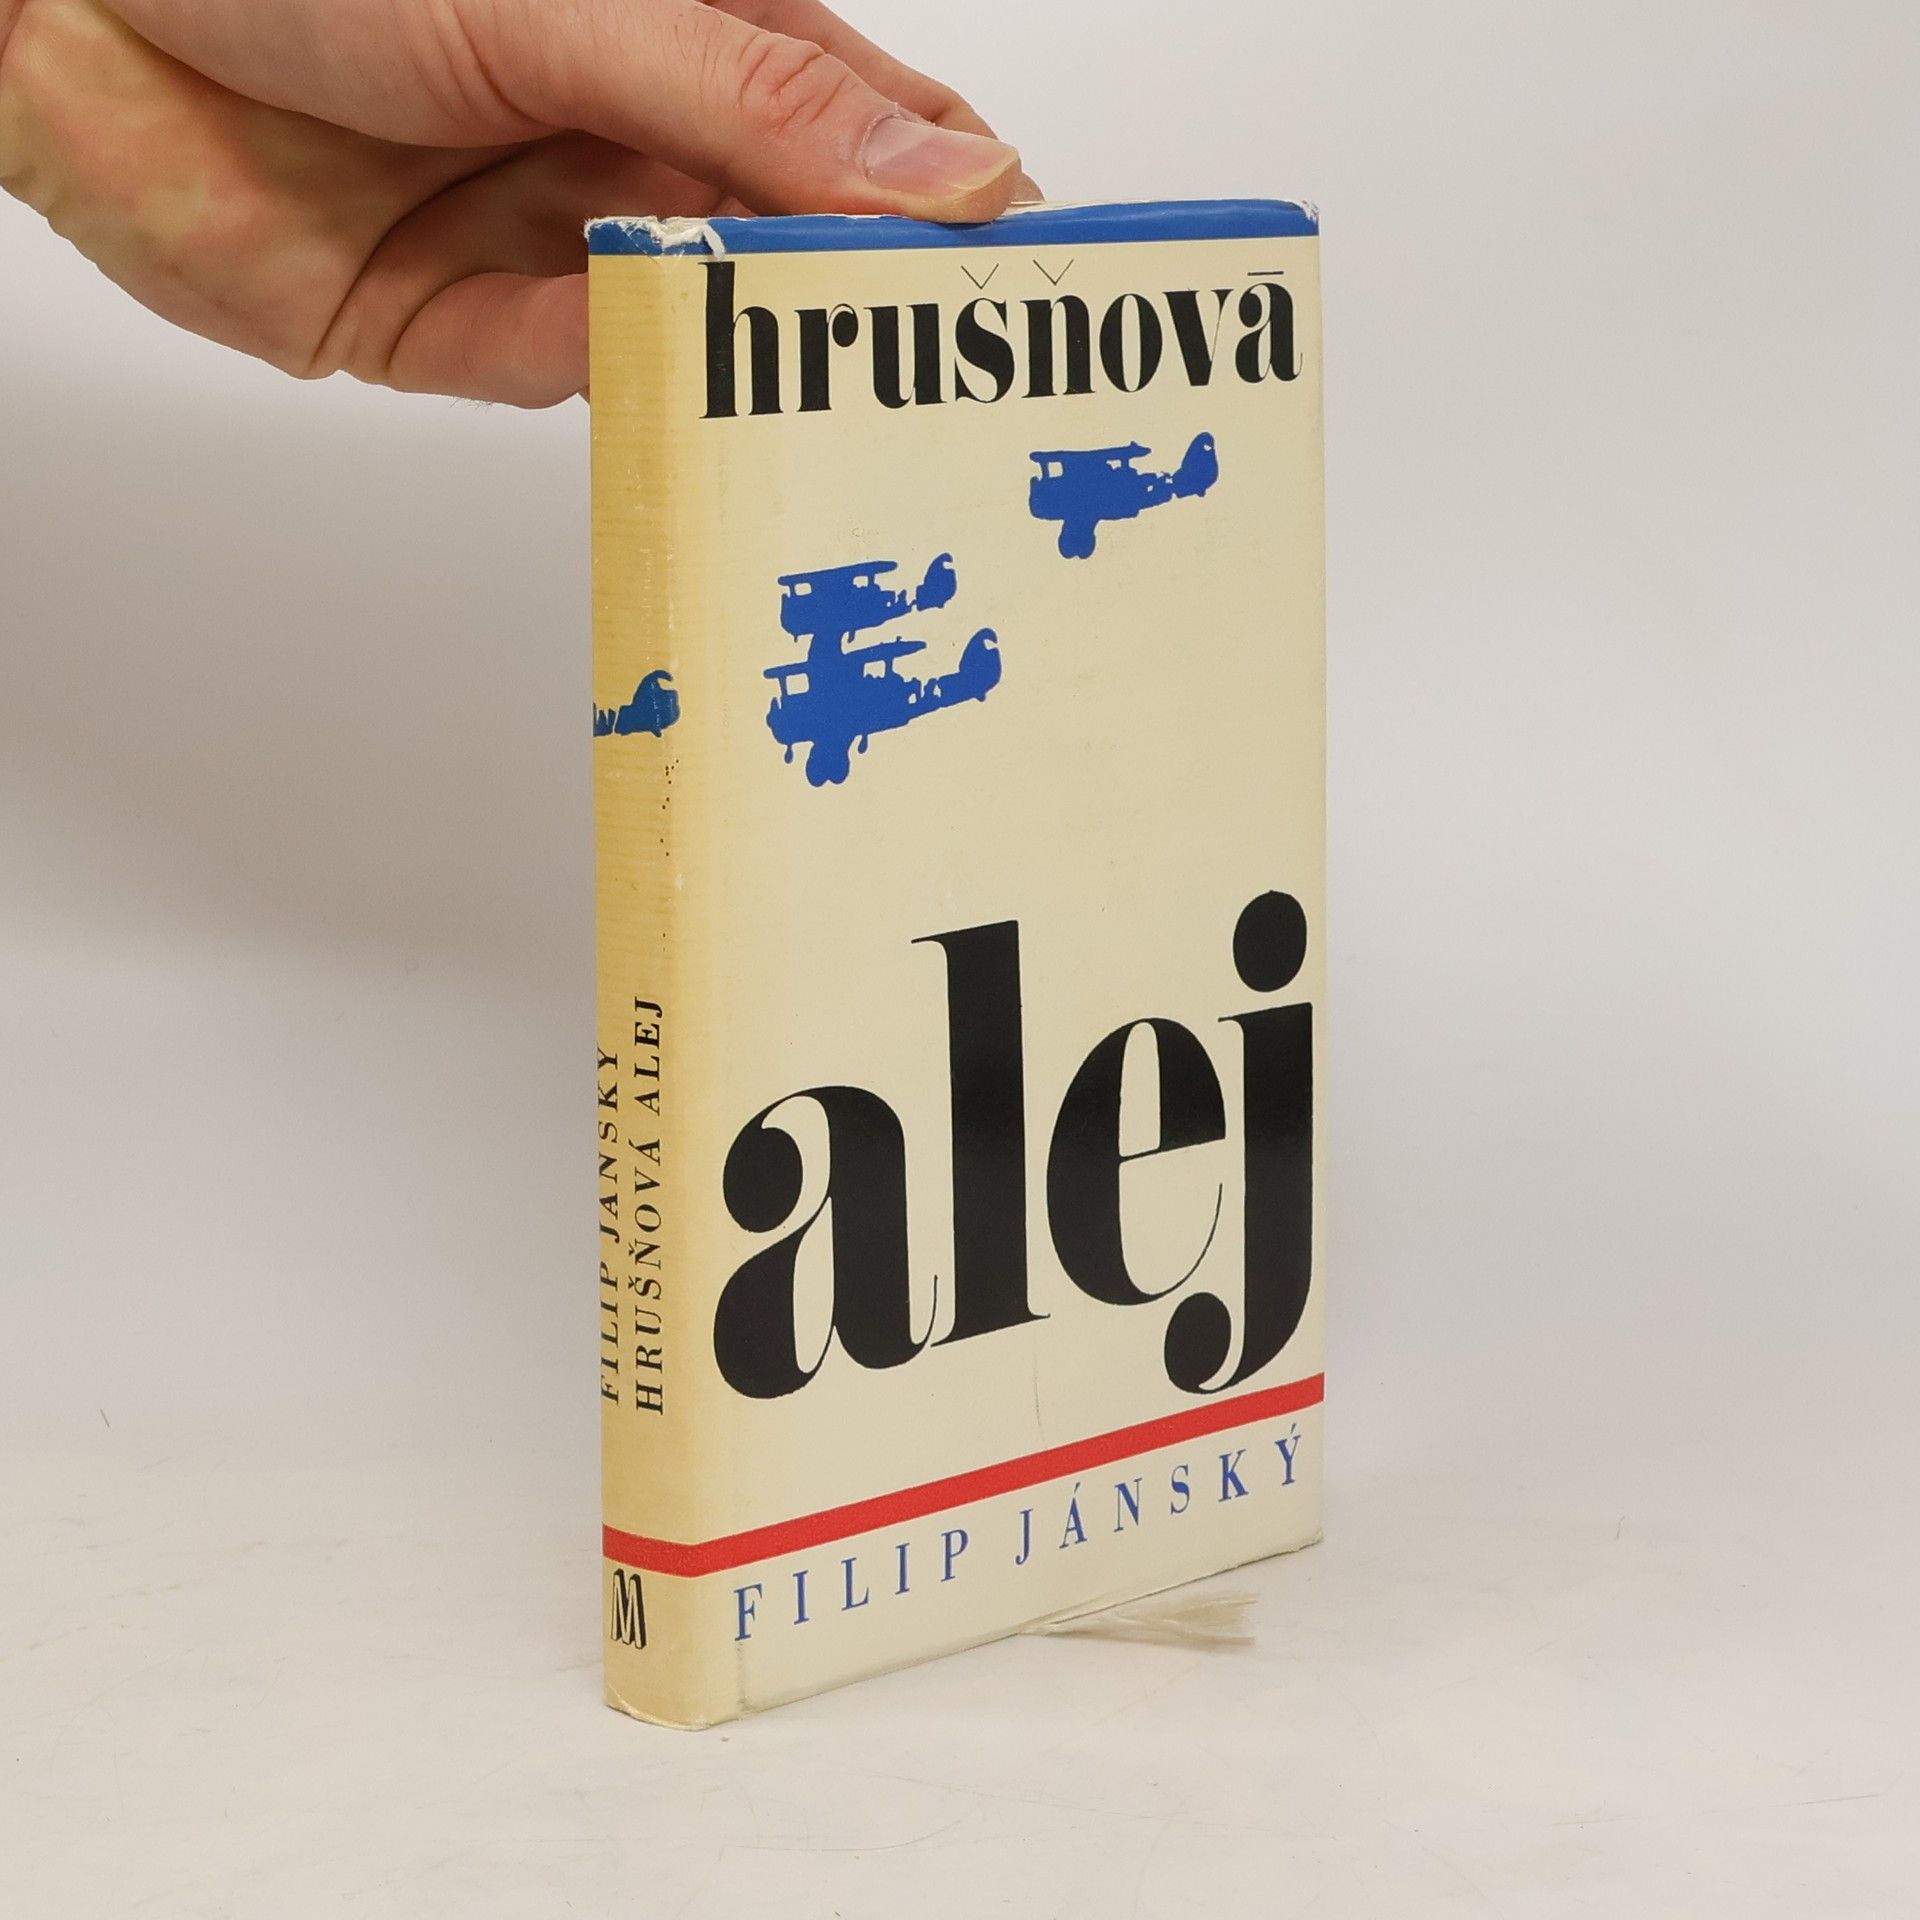 hrušňová
alej
FILIP JÁNSKÝ
FILIP JÁNSKÝ
HRUŠŇOVÁ ALEJ
M